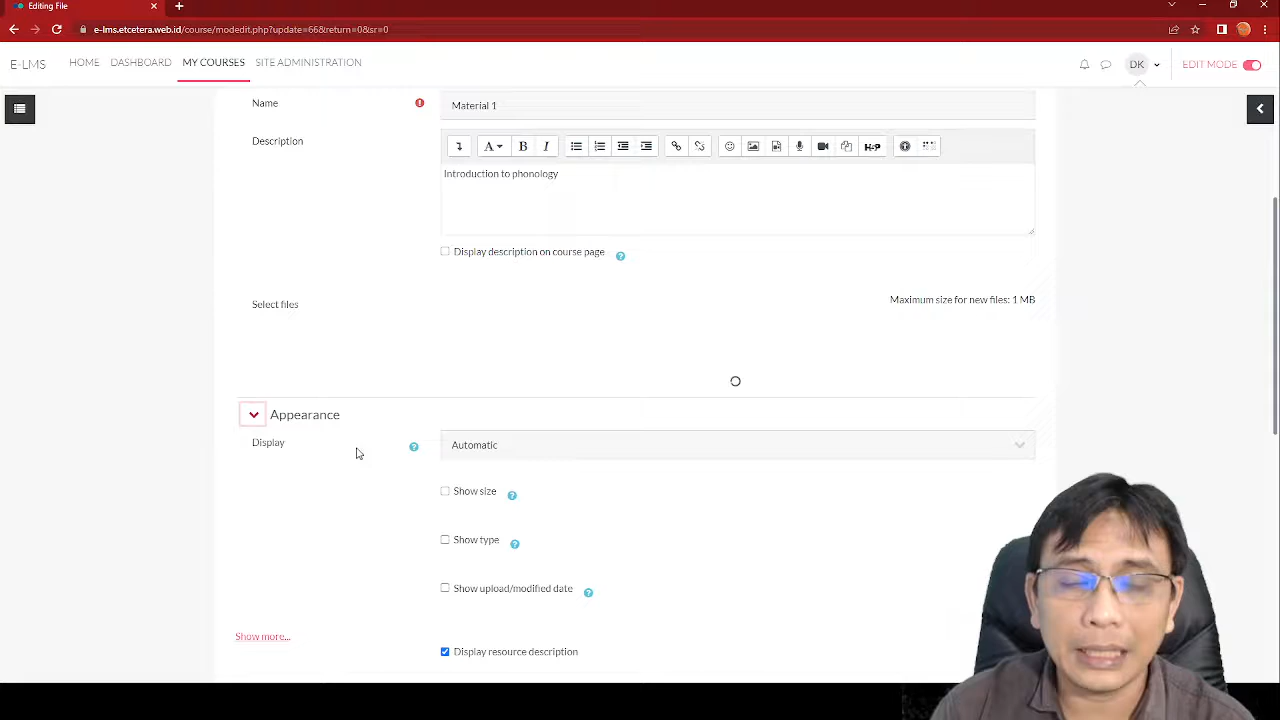 Editing File
e-lms.etcetera.web.id/course/modedit.php?update=66&return=0&sr=0
E-LMS HOME DASHBOARD MY COURSES SITE ADMINISTRATION DK EDIT MODE
Name Material 1
Description
A B I H-P
Introduction to phonology
Display description on course page
Select files Maximum size for new files: 1 MB
Appearance
Display Automatic
Show size
Show type
Show upload/modified date
Show more...
Display resource description